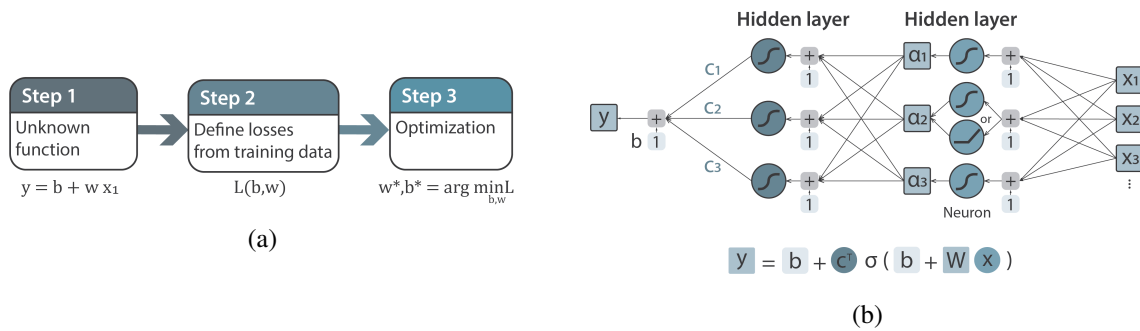 Step 1
Unknown
function
y = b + w x₁
Step 2
Define losses
from training data
L(b,w)
Step 3
Optimization
w*,b* = arg minL
b,w
(a)
Hidden layer
Hidden layer
y
b
+
1
C1
C2
C3
+
1
+
1
+
1
α1
α2
α3
or
+
1
+
1
+
1
Neuron
x1
x2
x3
⋮
y = b + cᵀ σ ( b + W x )
(b)